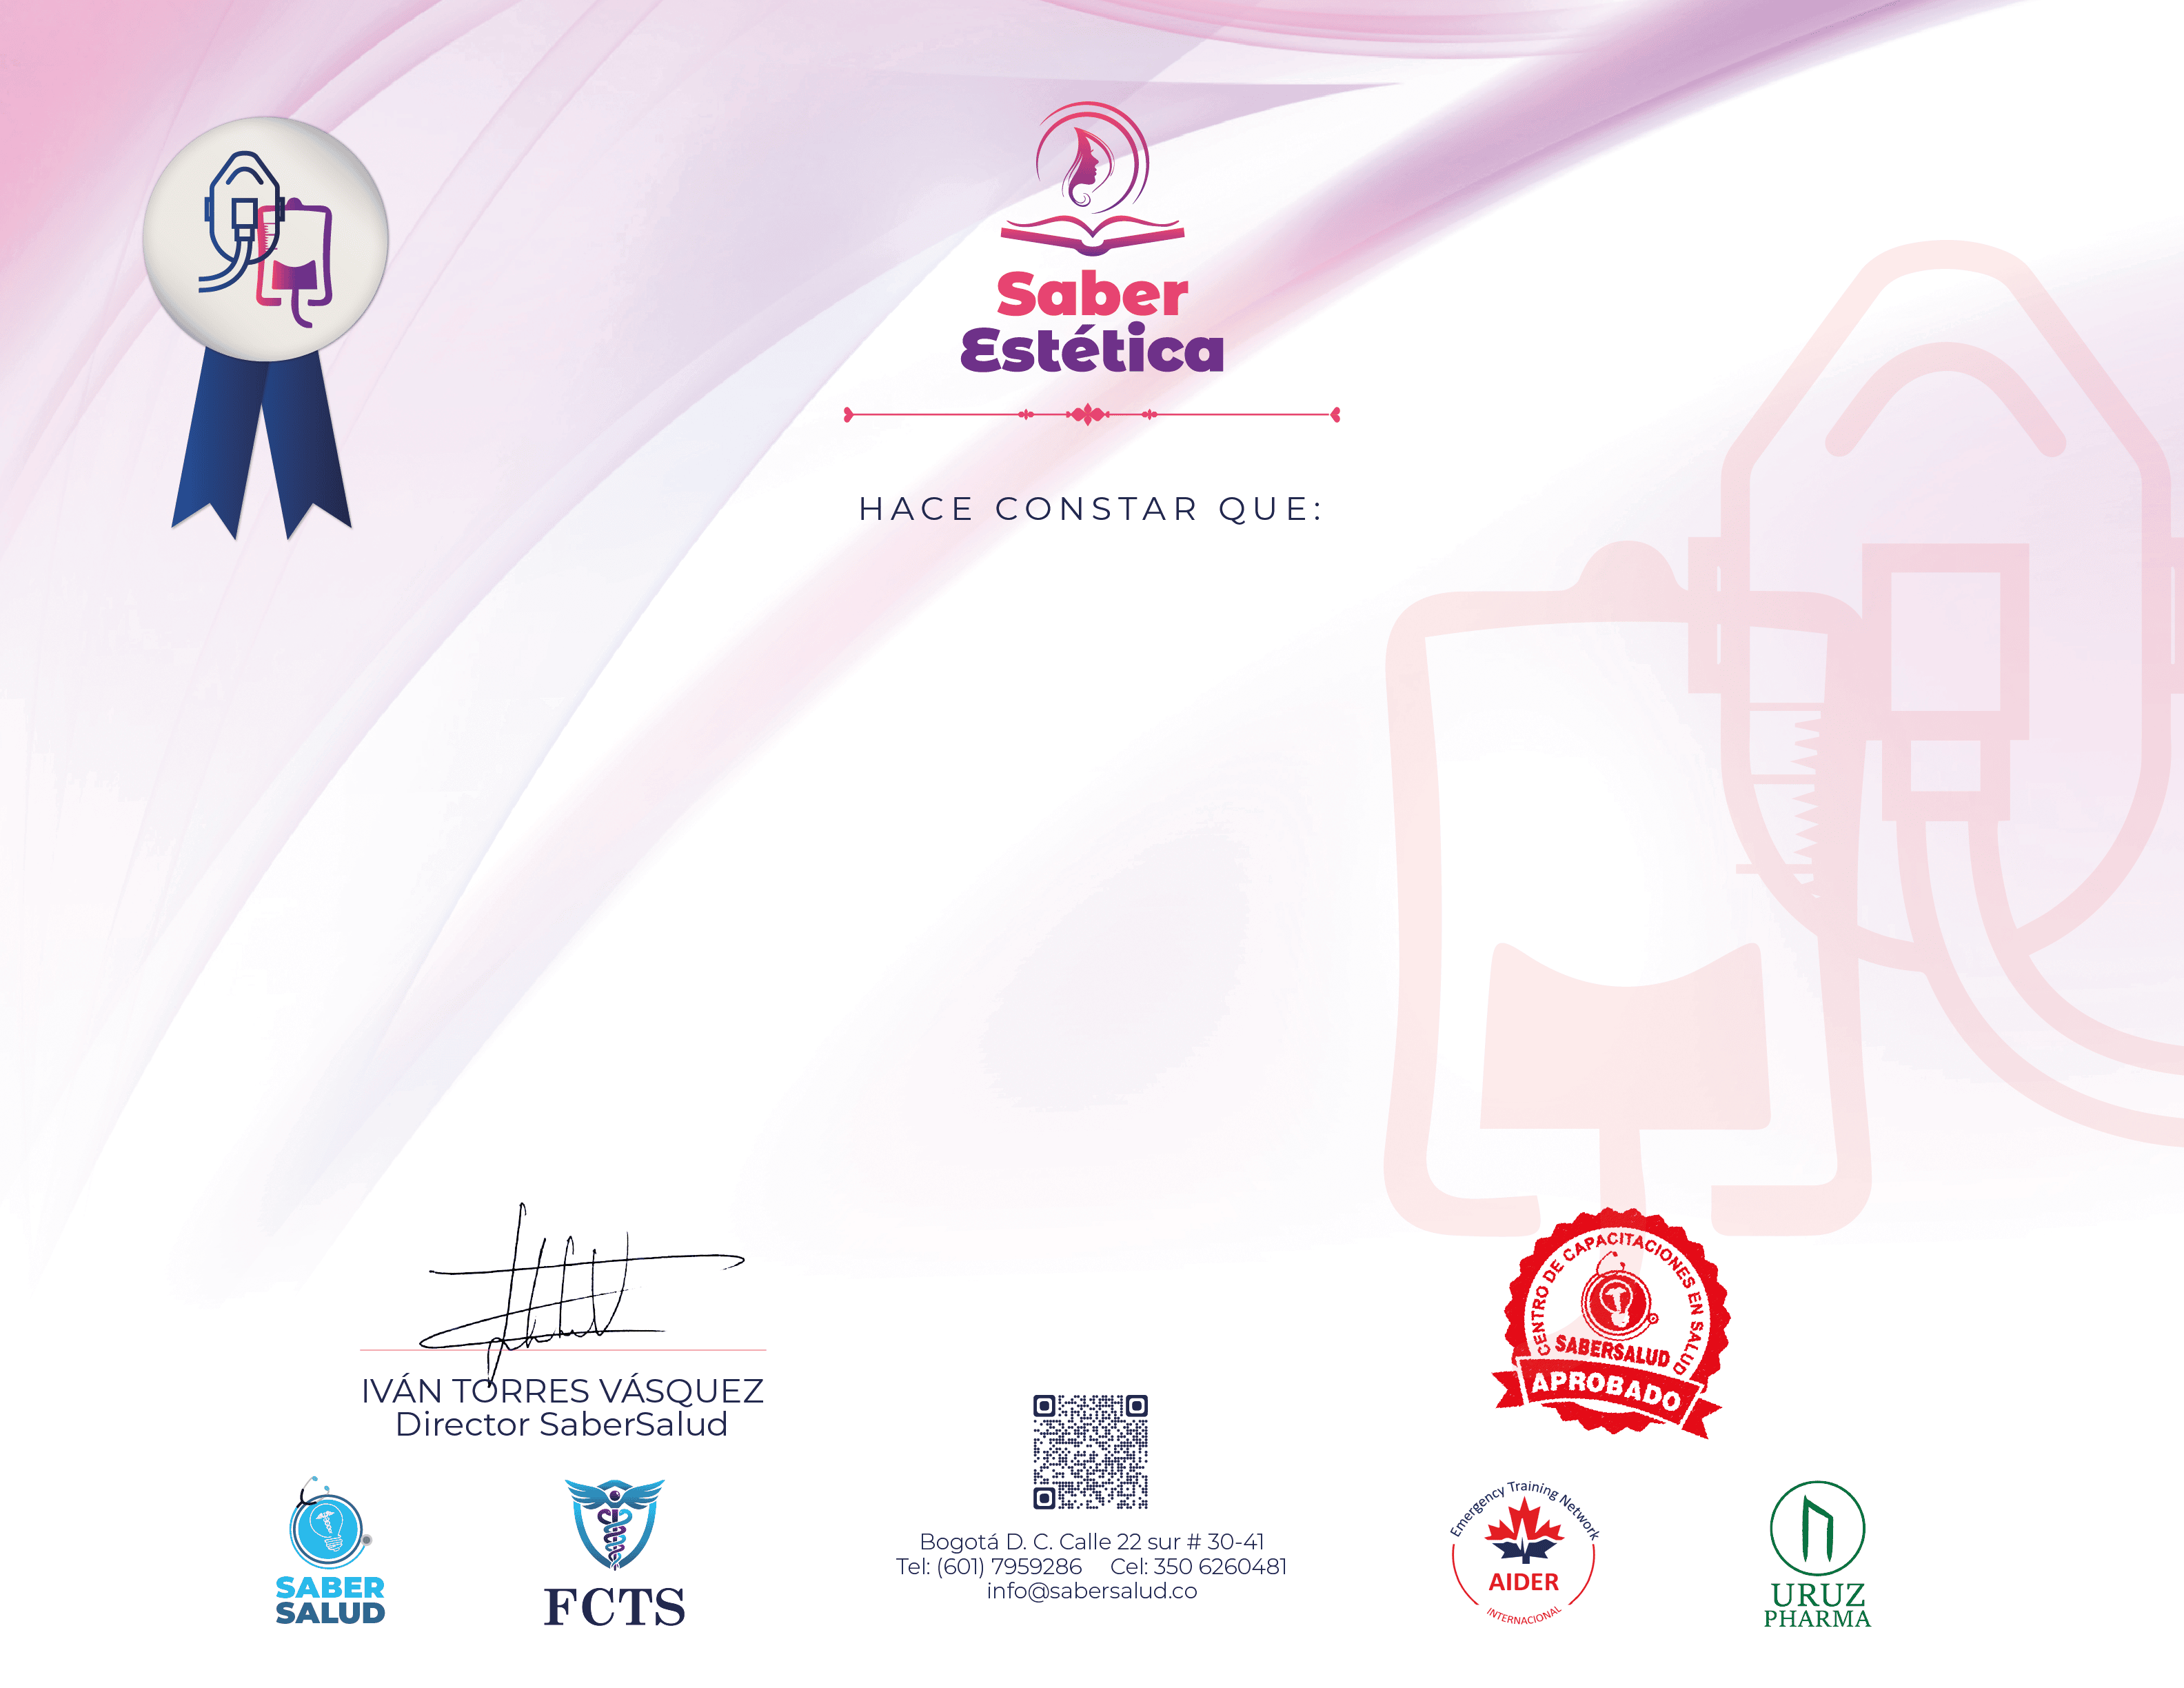 Saber
Estética
HACE CONSTAR QUE:
IVÁN TORRES VÁSQUEZ
Director SaberSalud
CENTRO DE CAPACITACIONES EN SALUD
SABERSALUD
APROBADO
SABER
SALUD
FCTS
Bogotá D. C. Calle 22 sur # 30-41
Tel: (601) 7959286 Cel: 350 6260481
info@sabersalud.co
Emergency Training Network
AIDER
INTERNACIONAL
URUZ
PHARMA